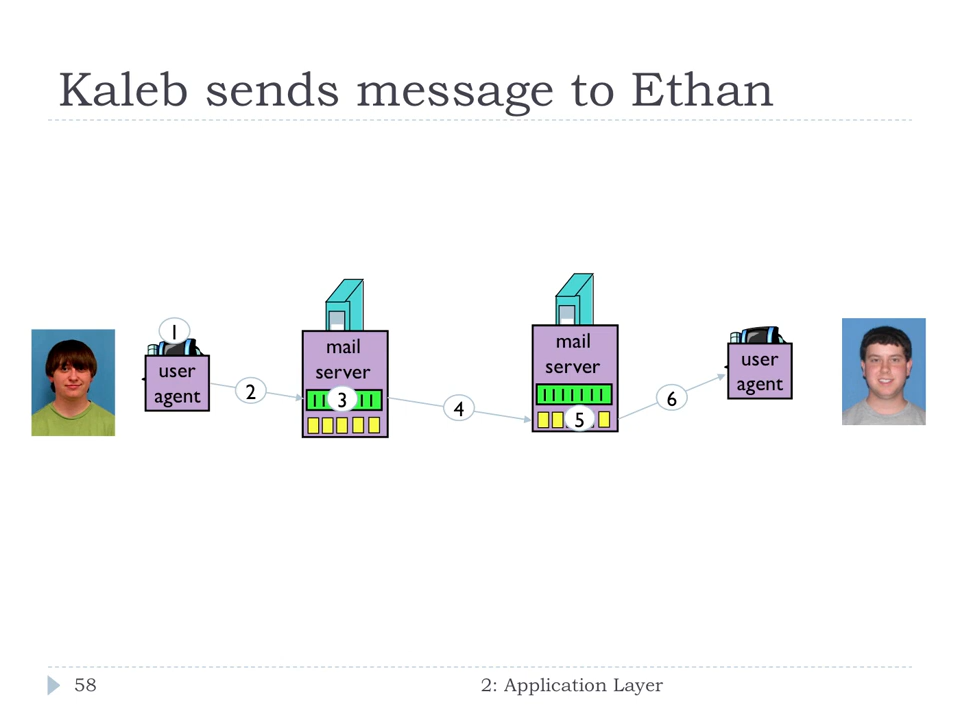 Kaleb sends message to Ethan
1
user
agent
2
mail
server
3
4
mail
server
5
6
user
agent
58
2: Application Layer